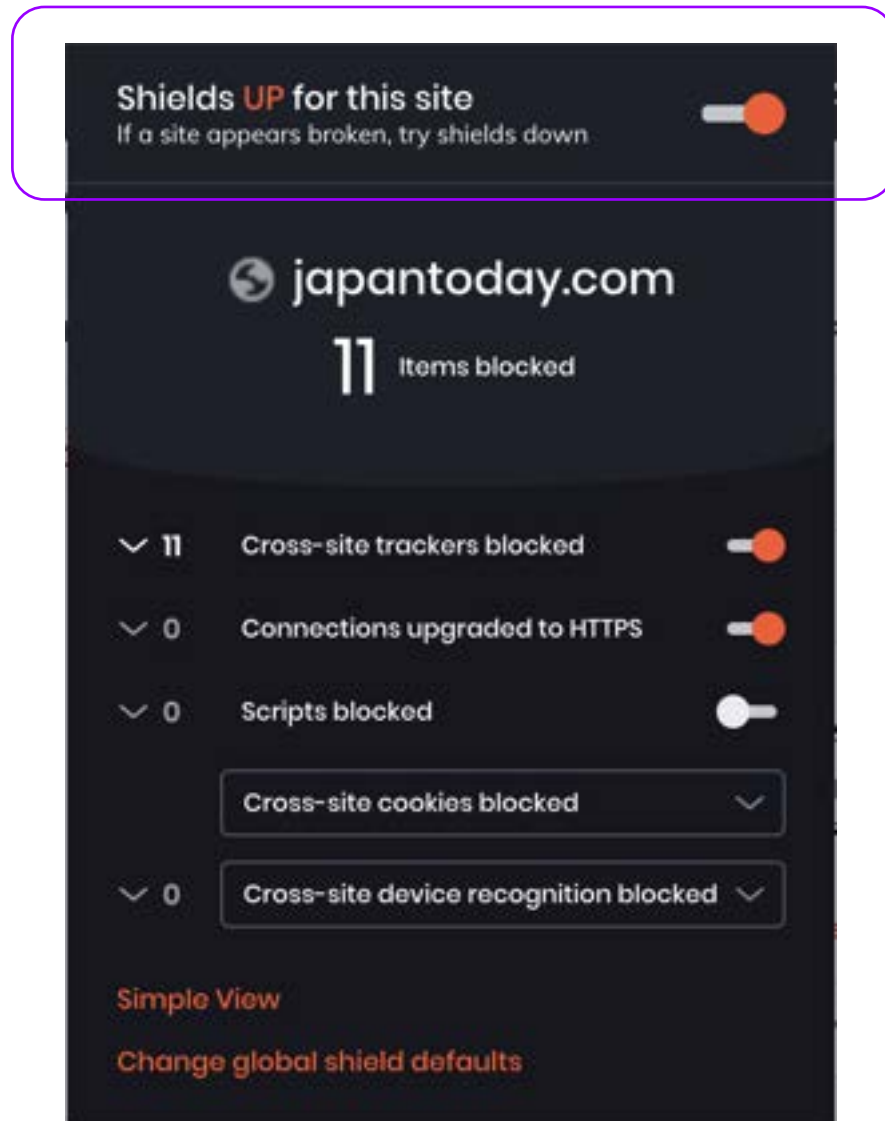 Shields UP for this site
If a site appears broken, try shields down
japantoday.com
11 Items blocked
11 Cross-site trackers blocked
0 Connections upgraded to HTTPS
0 Scripts blocked
Cross-site cookies blocked
0 Cross-site device recognition blocked
Simple View
Change global shield defaults